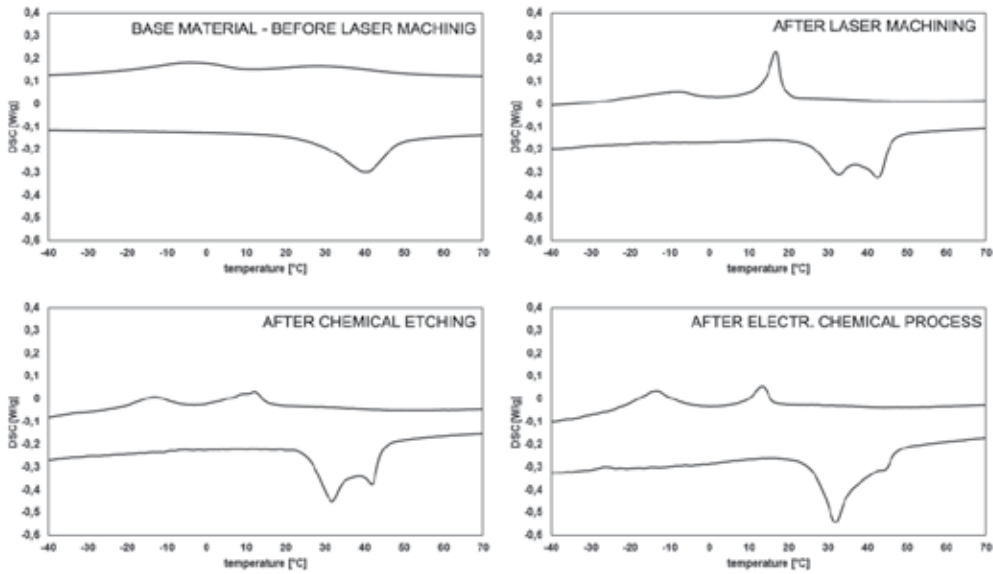 BASE MATERIAL - BEFORE LASER MACHINIG
0,4
0,3
0,2
0,1
0
-0,1
-0,2
-0,3
-0,4
-0,5
-0,6
DSC [W/g]
-40 -30 -20 -10 0 10 20 30 40 50 60 70
temperature [°C]
AFTER LASER MACHINING
0,4
0,3
0,2
0,1
0
-0,1
-0,2
-0,3
-0,4
-0,5
-0,6
DSC [W/g]
-40 -30 -20 -10 0 10 20 30 40 50 60 70
temperature [°C]
AFTER CHEMICAL ETCHING
0,4
0,3
0,2
0,1
0
-0,1
-0,2
-0,3
-0,4
-0,5
-0,6
DSC [W/g]
-40 -30 -20 -10 0 10 20 30 40 50 60 70
temperature [°C]
AFTER ELECTR. CHEMICAL PROCESS
0,4
0,3
0,2
0,1
0
-0,1
-0,2
-0,3
-0,4
-0,5
-0,6
DSC [W/g]
-40 -30 -20 -10 0 10 20 30 40 50 60 70
temperature [°C]